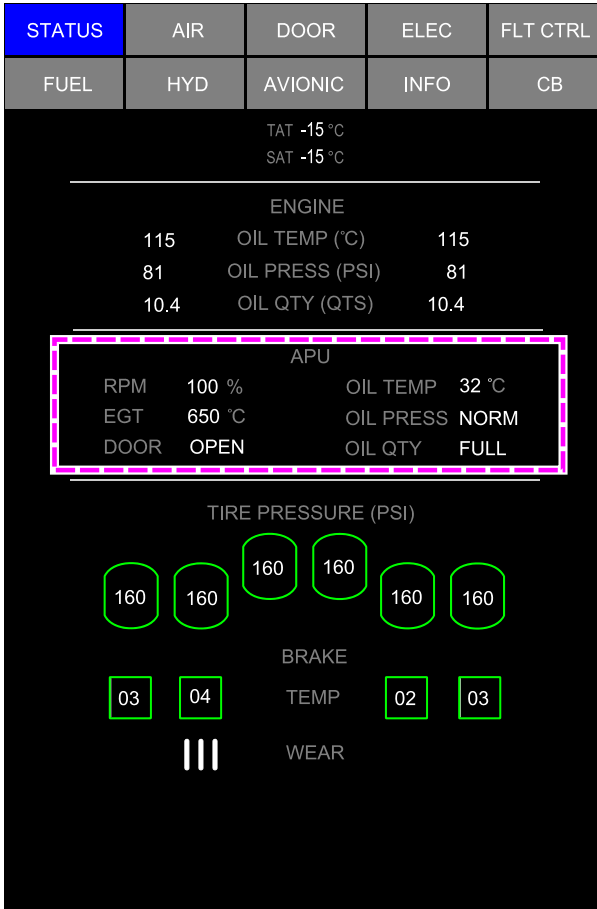 STATUS AIR DOOR ELEC FLT CTRL
FUEL HYD AVIONIC INFO CB
TAT -15 °C
SAT -15 °C
ENGINE
115 OIL TEMP (°C) 115
81 OIL PRESS (PSI) 81
10.4 OIL QTY (QTS) 10.4
APU
RPM 100 % OIL TEMP 32 °C
EGT 650 °C OIL PRESS NORM
DOOR OPEN OIL QTY FULL
TIRE PRESSURE (PSI)
160 160 160 160 160 160
BRAKE
03 04 TEMP 02 03
WEAR